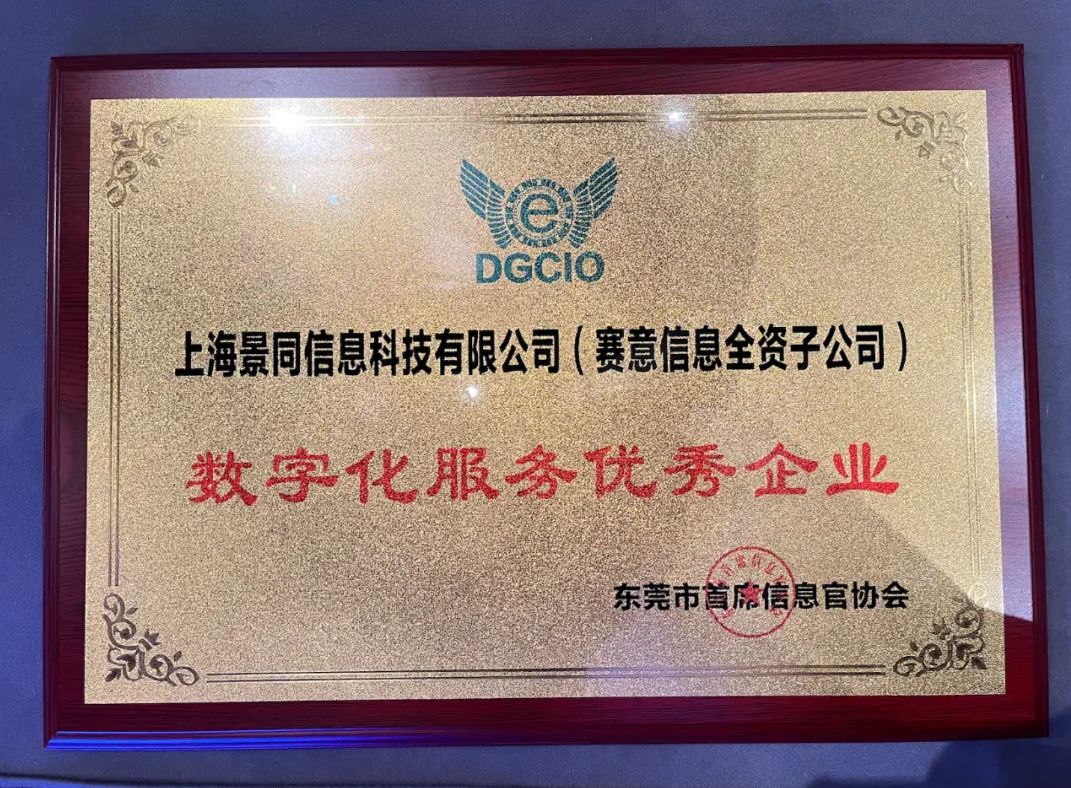 e
DGCIO
上海景同信息科技有限公司（赛意信息全资子公司）
数字化服务优秀企业
东莞市首席信息官协会